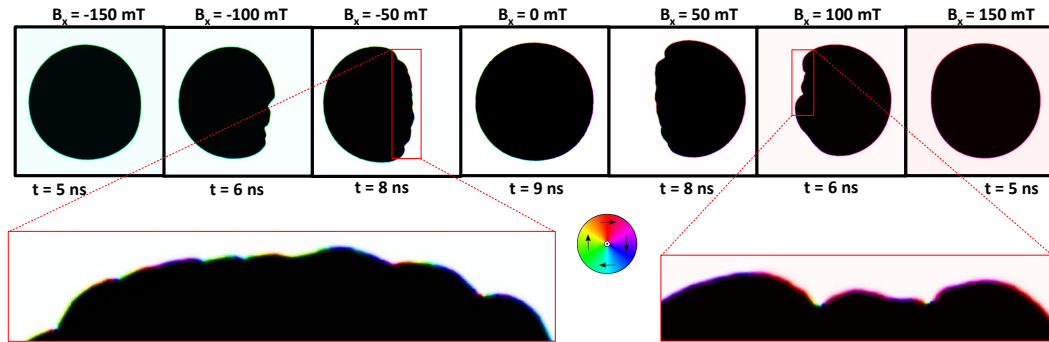 Bₓ = -150 mT
Bₓ = -100 mT
Bₓ = -50 mT
Bₓ = 0 mT
Bₓ = 50 mT
Bₓ = 100 mT
Bₓ = 150 mT
t = 5 ns
t = 6 ns
t = 8 ns
t = 9 ns
t = 8 ns
t = 6 ns
t = 5 ns